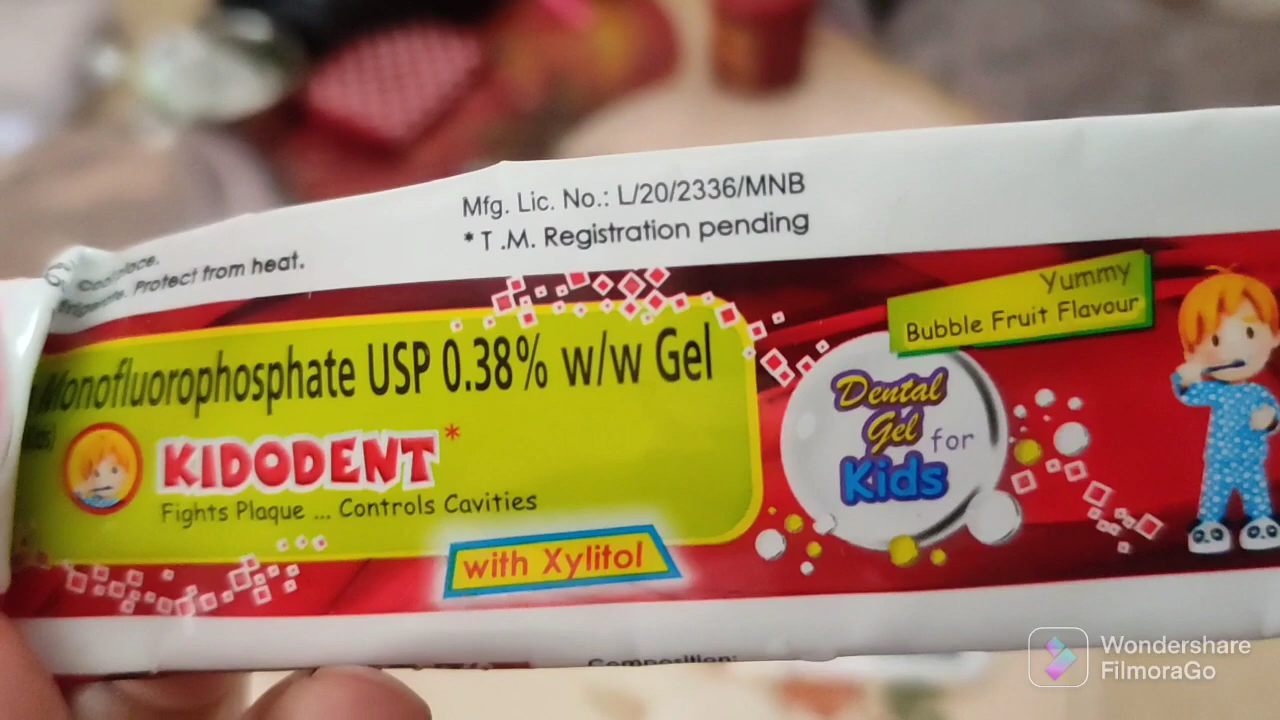 Mfg. Lic. No.: L/20/2336/MNB
* T .M. Registration pending
place.
Protect from heat.
Yummy
Bubble Fruit Flavour
Monofluorophosphate USP 0.38% w/w Gel
KIDODENT*
Fights Plaque ... Controls Cavities
with Xylitol
Dental
Gel for
Kids
Composition:
Wondershare
FilmoraGo